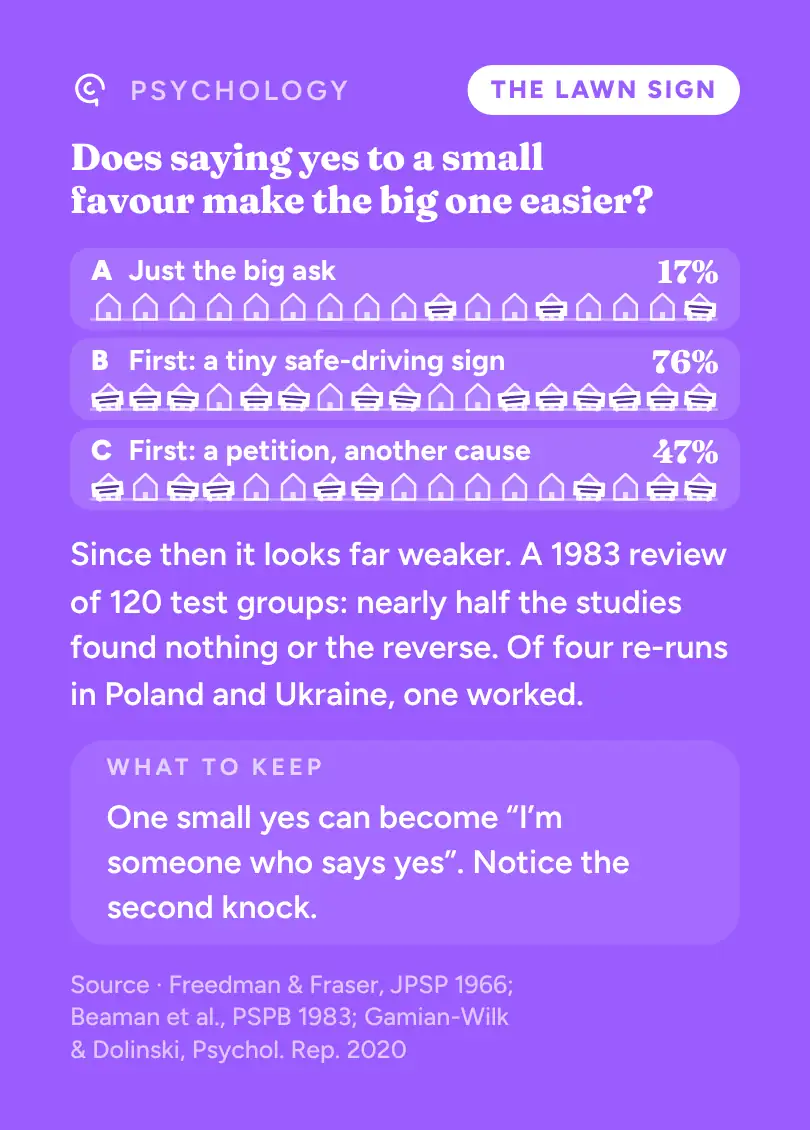 PSYCHOLOGY
THE LAWN SIGN
Does saying yes to a small
favour make the big one easier?
A Just the big ask 17%
B First: a tiny safe-driving sign 76%
C First: a petition, another cause 47%
Since then it looks far weaker. A 1983 review
of 120 test groups: nearly half the studies
found nothing or the reverse. Of four re-runs
in Poland and Ukraine, one worked.
WHAT TO KEEP
One small yes can become “I’m
someone who says yes”. Notice the
second knock.
Source · Freedman & Fraser, JPSP 1966;
Beaman et al., PSPB 1983; Gamian-Wilk
& Dolinski, Psychol. Rep. 2020